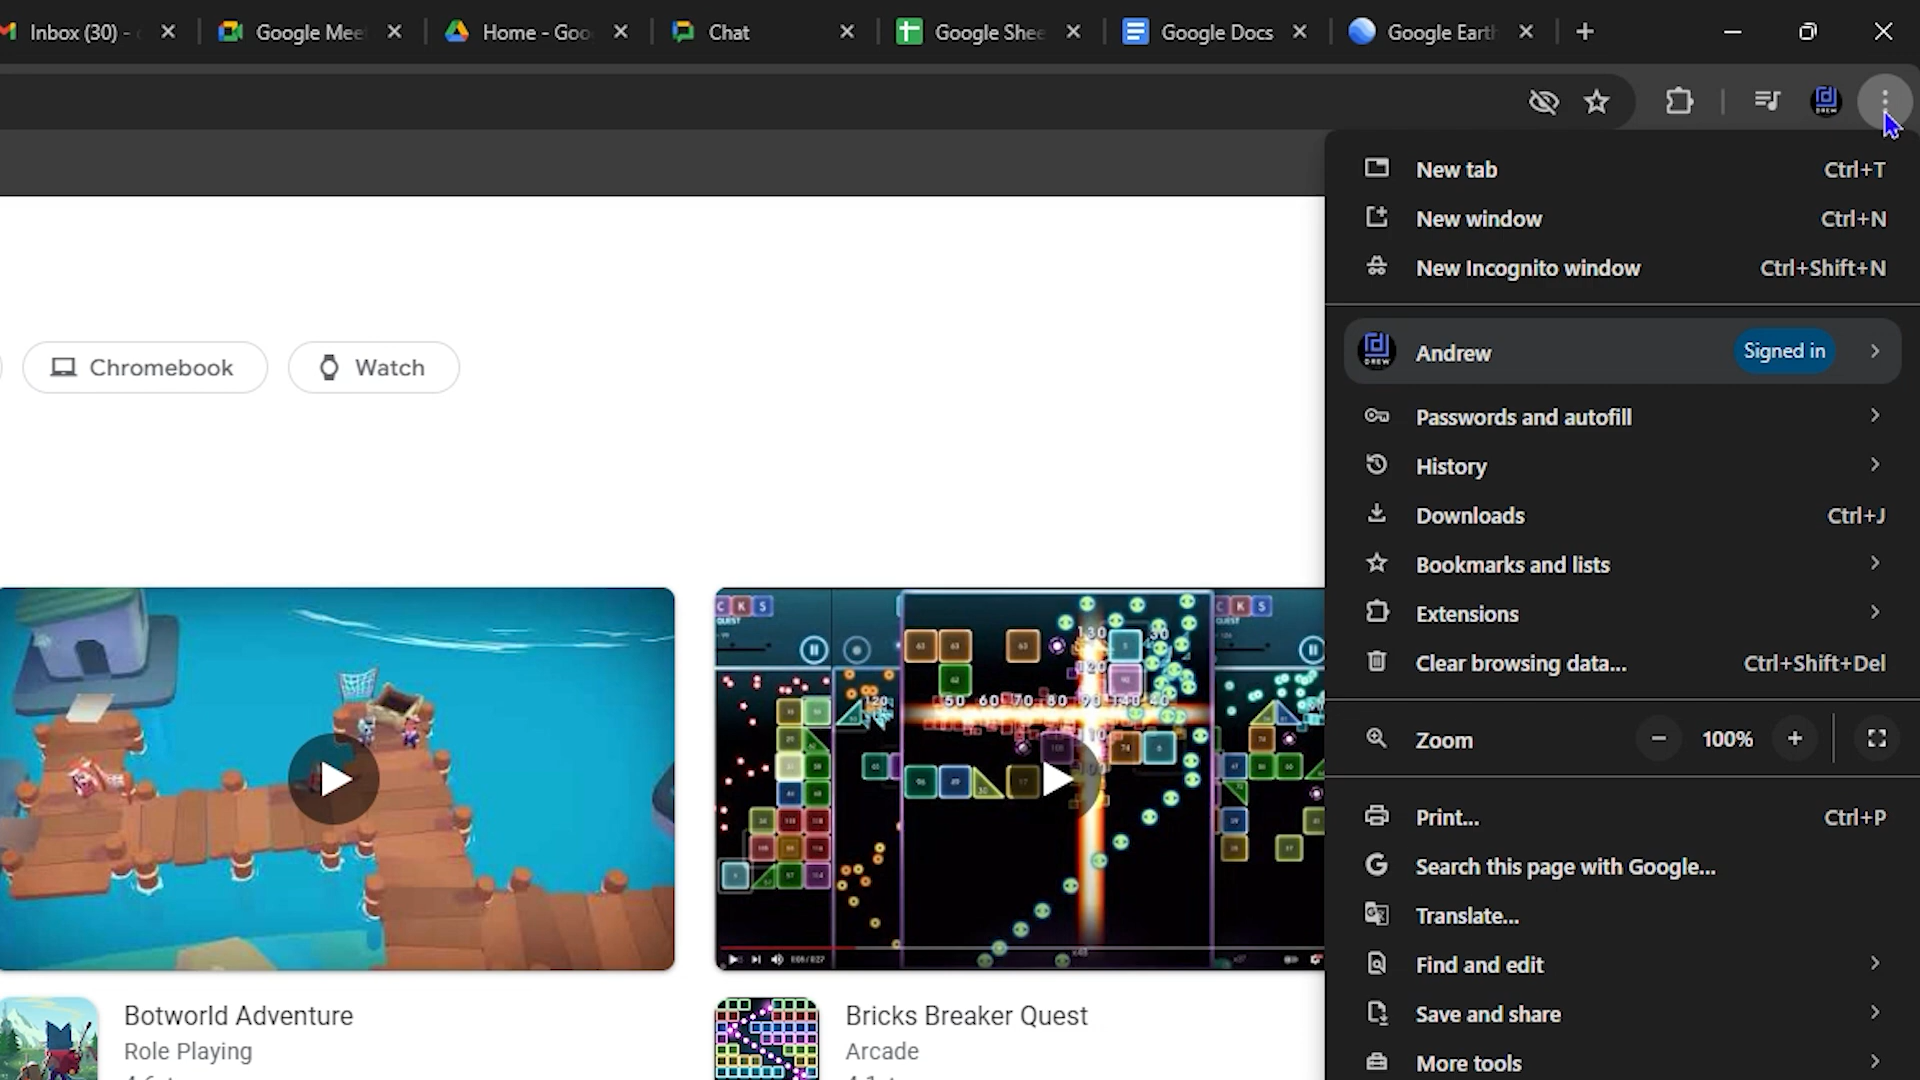 Inbox (30) -
Google Mee
Home - Goo
Chat
Google Shee
Google Docs
Google Earth
New tab Ctrl+T
New window Ctrl+N
New Incognito window Ctrl+Shift+N
Andrew Signed in
Passwords and autofill
History
Downloads Ctrl+J
Bookmarks and lists
Extensions
Clear browsing data... Ctrl+Shift+Del
Zoom − 100% +
Print... Ctrl+P
Search this page with Google...
Translate...
Find and edit
Save and share
More tools
Chromebook
Watch
Botworld Adventure
Role Playing
Bricks Breaker Quest
Arcade